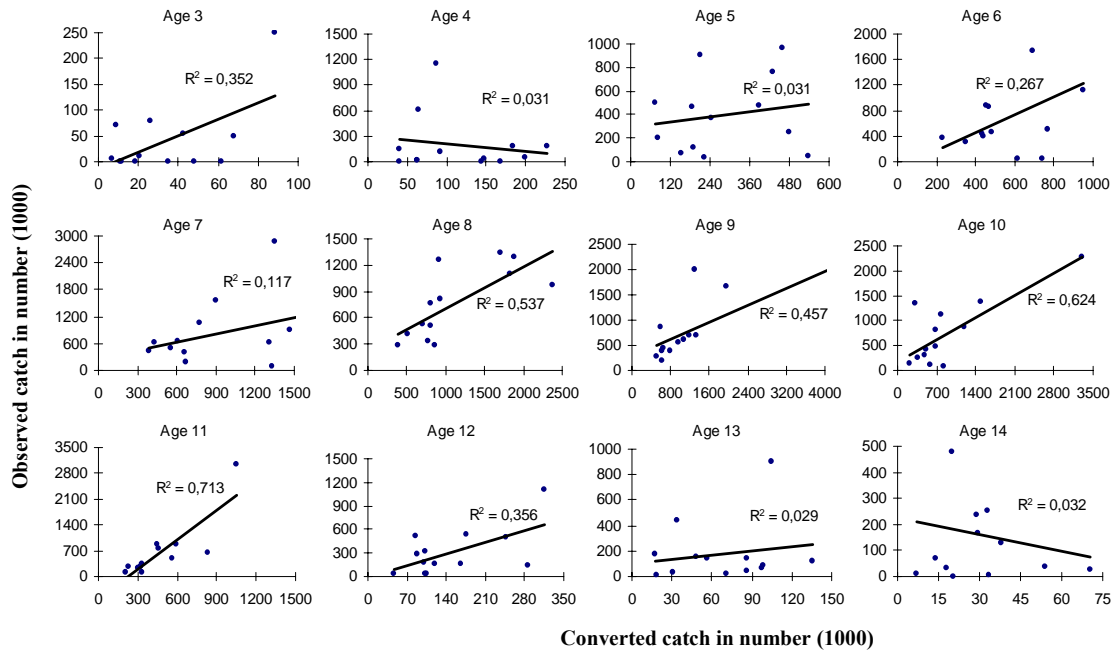 Age 3
Age 4
Age 5
Age 6
250
200
150
100
50
0
R² = 0,352
0 20 40 60 80 100
1500
1200
900
600
300
0
R² = 0,031
0 50 100 150 200 250
1000
800
600
400
200
0
R² = 0,031
0 120 240 360 480 600
2000
1600
1200
800
400
0
R² = 0,267
0 200 400 600 800 1000
Age 7
Age 8
Age 9
Age 10
3000
2400
1800
1200
600
0
R² = 0,117
0 300 600 900 1200 1500
1500
1200
900
600
300
0
R² = 0,537
0 500 1000 1500 2000 2500
2500
2000
1500
1000
500
0
R² = 0,457
0 800 1600 2400 3200 4000
2500
2000
1500
1000
500
0
R² = 0,624
0 700 1400 2100 2800 3500
Age 11
Age 12
Age 13
Age 14
3500
2800
2100
1400
700
0
R² = 0,713
0 300 600 900 1200 1500
1500
1200
900
600
300
0
R² = 0,356
0 70 140 210 280 350
1000
800
600
400
200
0
R² = 0,029
0 30 60 90 120 150
500
400
300
200
100
0
R² = 0,032
0 15 30 45 60 75
Observed catch in number (1000)
Converted catch in number (1000)